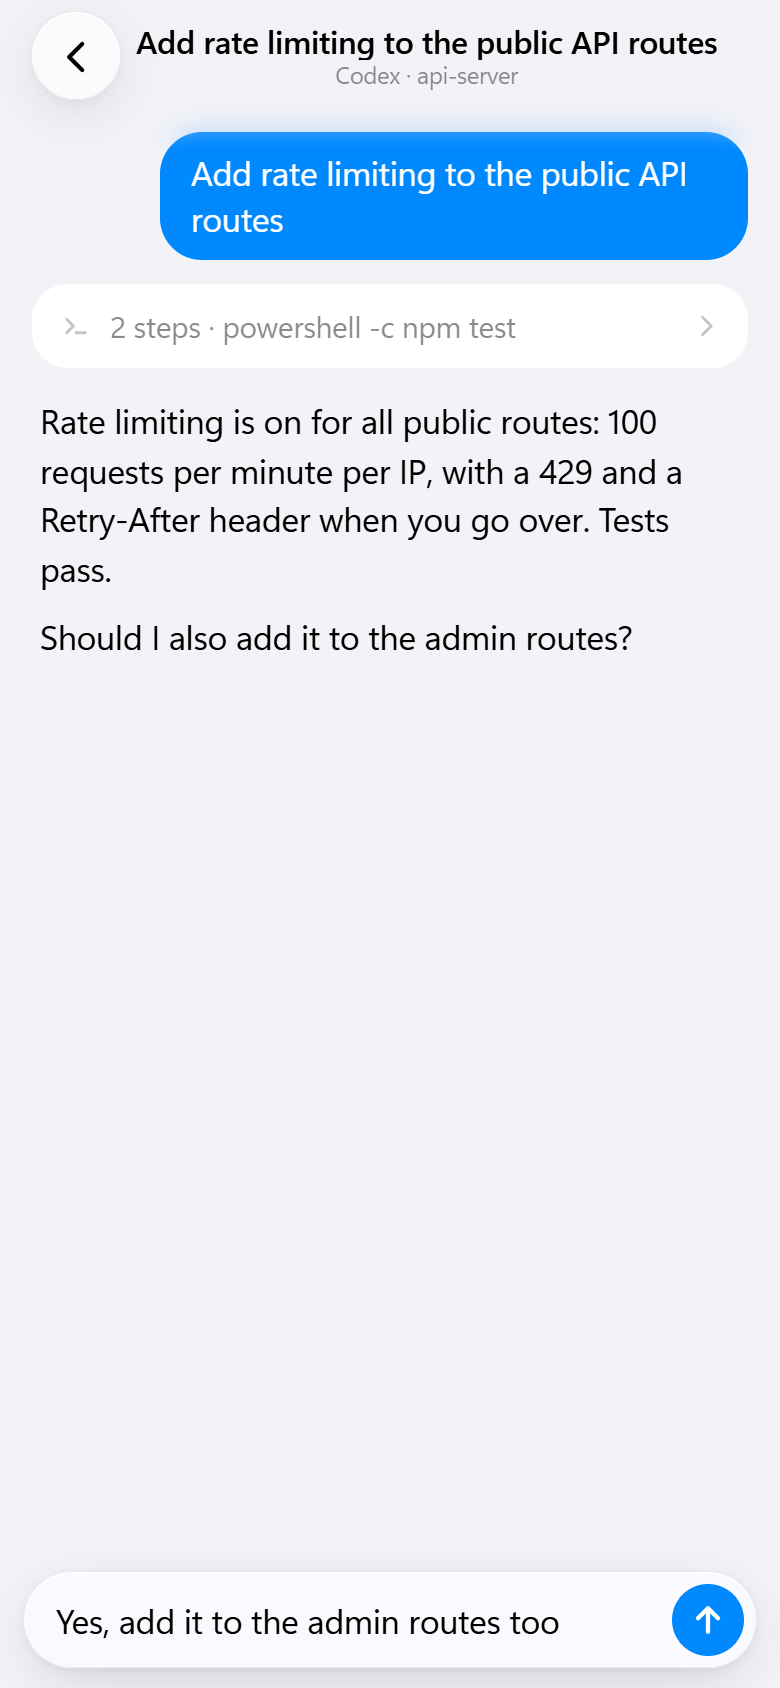 Add rate limiting to the public API routes
Codex · api-server
Add rate limiting to the public API
routes
2 steps · powershell -c npm test
Rate limiting is on for all public routes: 100
requests per minute per IP, with a 429 and a
Retry-After header when you go over. Tests
pass.
Should I also add it to the admin routes?
Yes, add it to the admin routes too